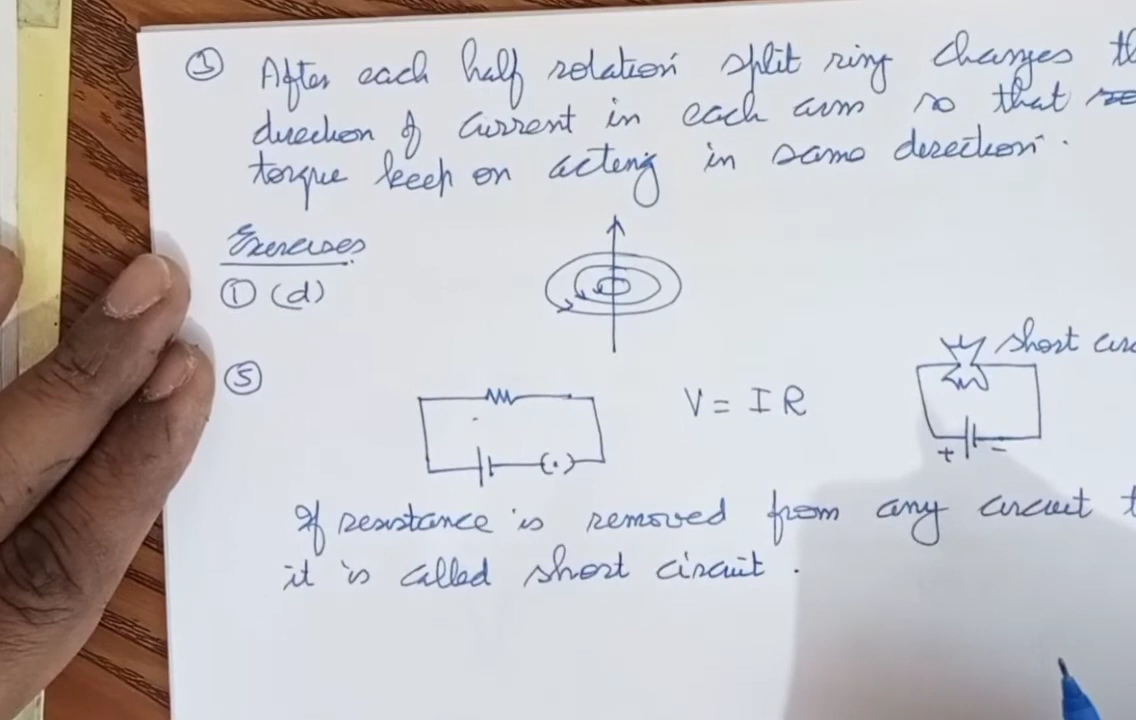 ③ After each half rotation split ring changes
direction of current in each arm so that
torque keep on acting in same direction.
Exercises
① (d)
short
⑤
V = IR
+ -
If resistance is removed from any circuit
it is called short circuit.